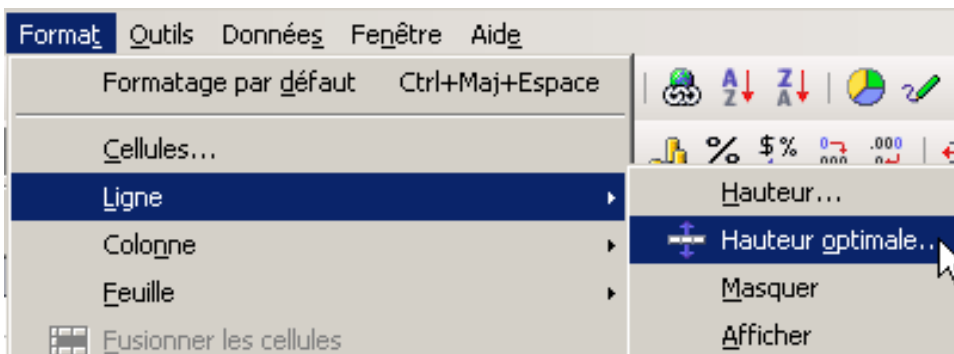 Format Outils Données Fenêtre Aide
Formatage par défaut Ctrl+Maj+Espace
Cellules...
Ligne
Colonne
Feuille
Fusionner les cellules
Hauteur...
Hauteur optimale...
Masquer
Afficher